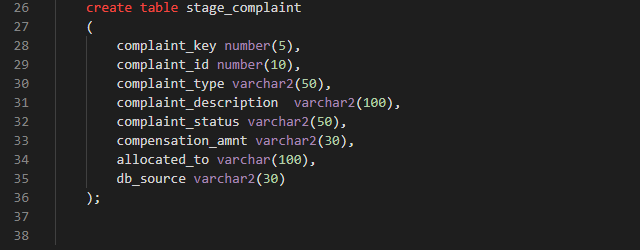 26 create table stage_complaint
27 (
28 complaint_key number(5),
29 complaint_id number(10),
30 complaint_type varchar2(50),
31 complaint_description  varchar2(100),
32 complaint_status varchar2(50),
33 compensation_amnt varchar2(30),
34 allocated_to varchar(100),
35 db_source varchar2(30)
36 );
37
38